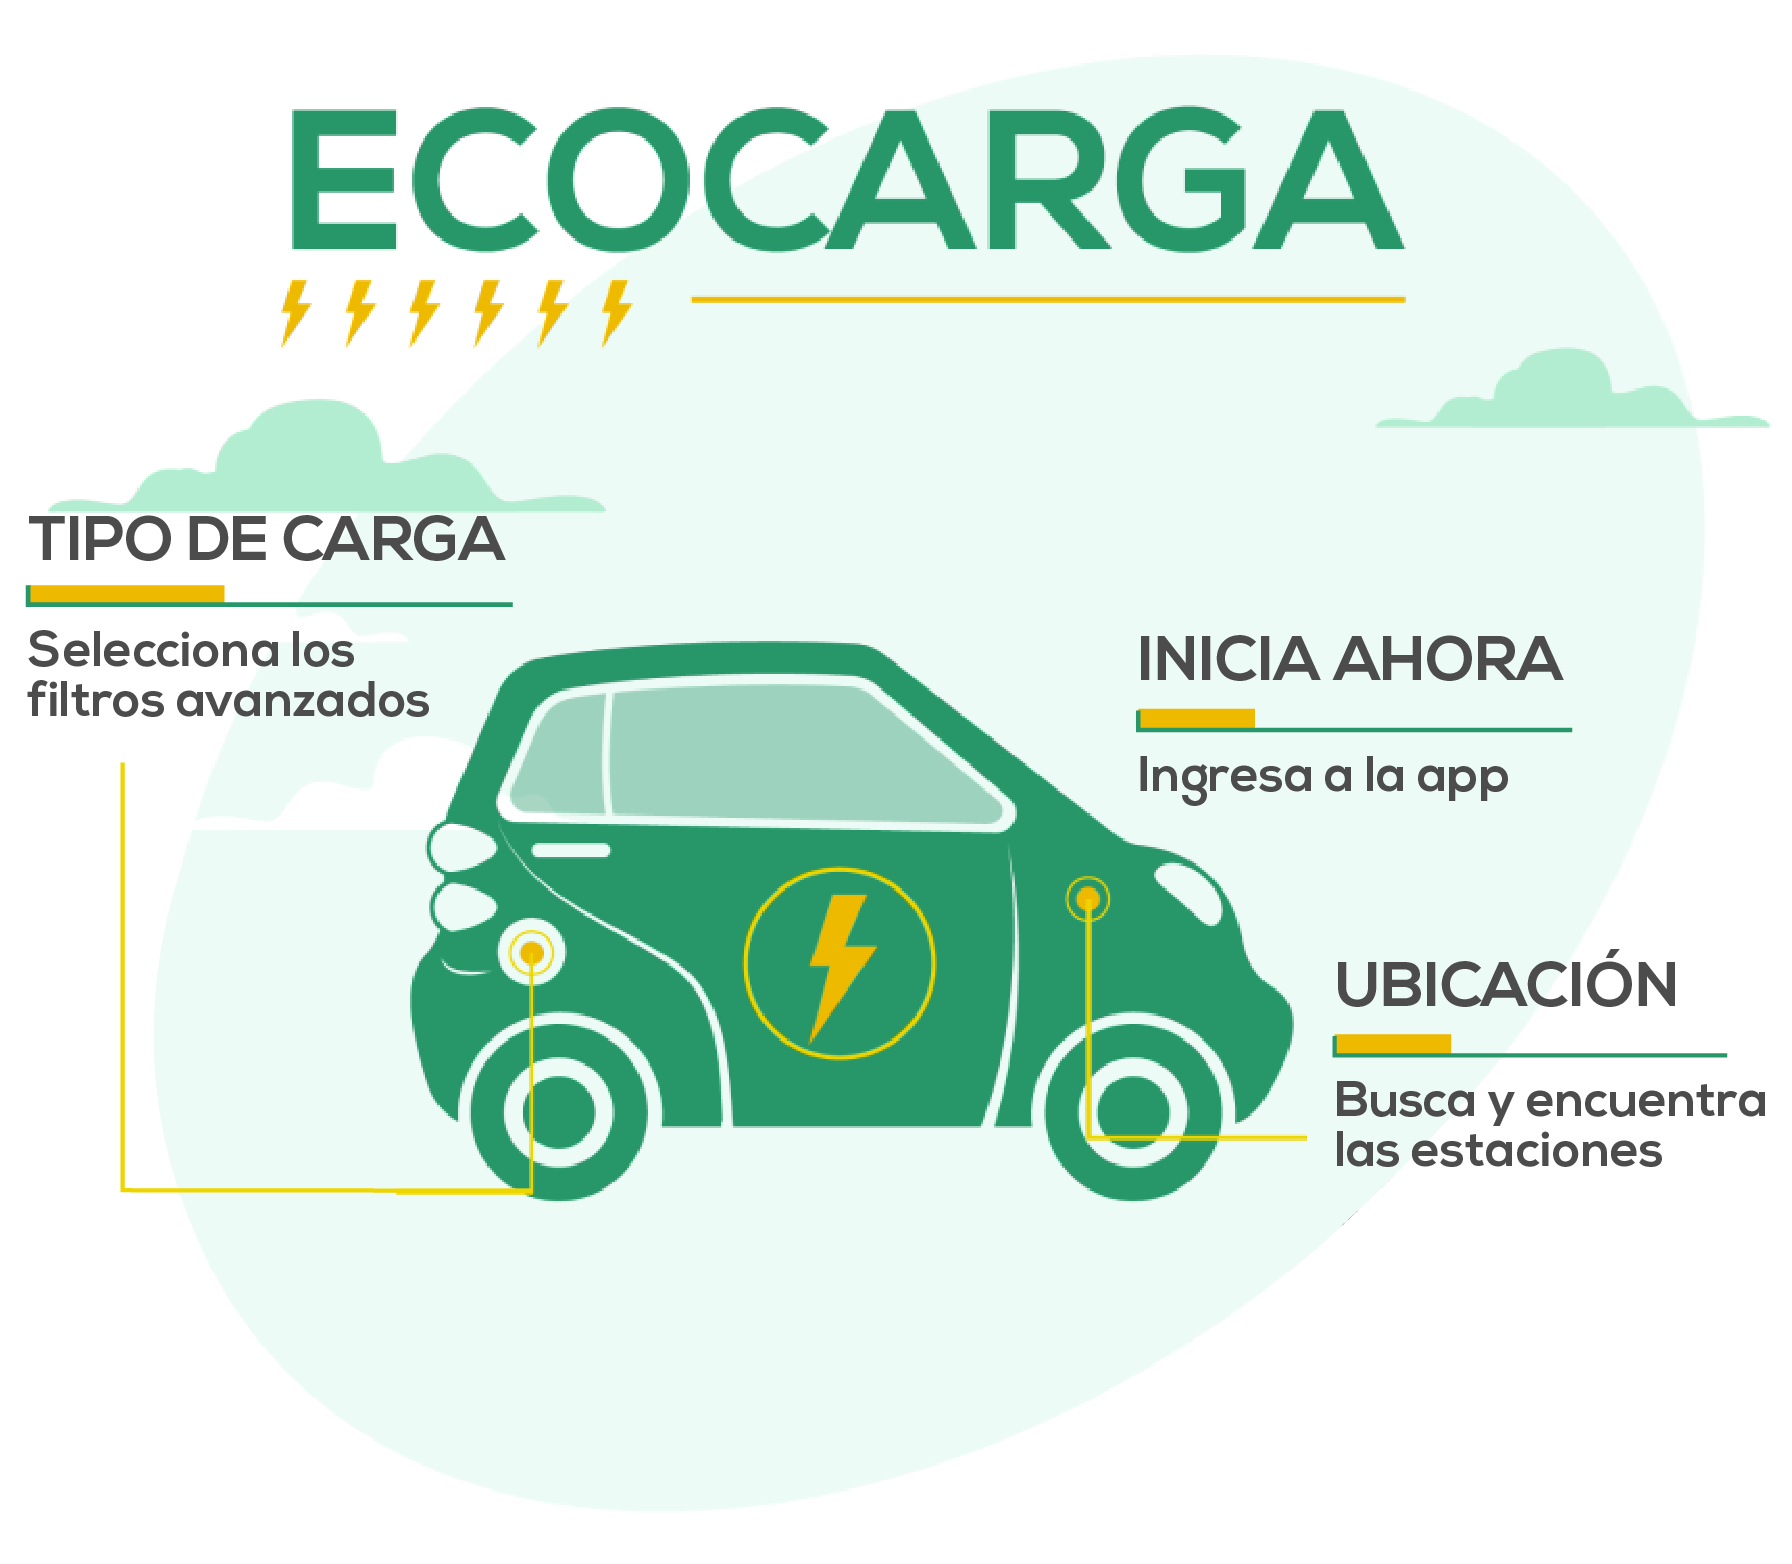 ECOCARGA
TIPO DE CARGA
Selecciona los
filtros avanzados
INICIA AHORA
Ingresa a la app
UBICACIÓN
Busca y encuentra
las estaciones